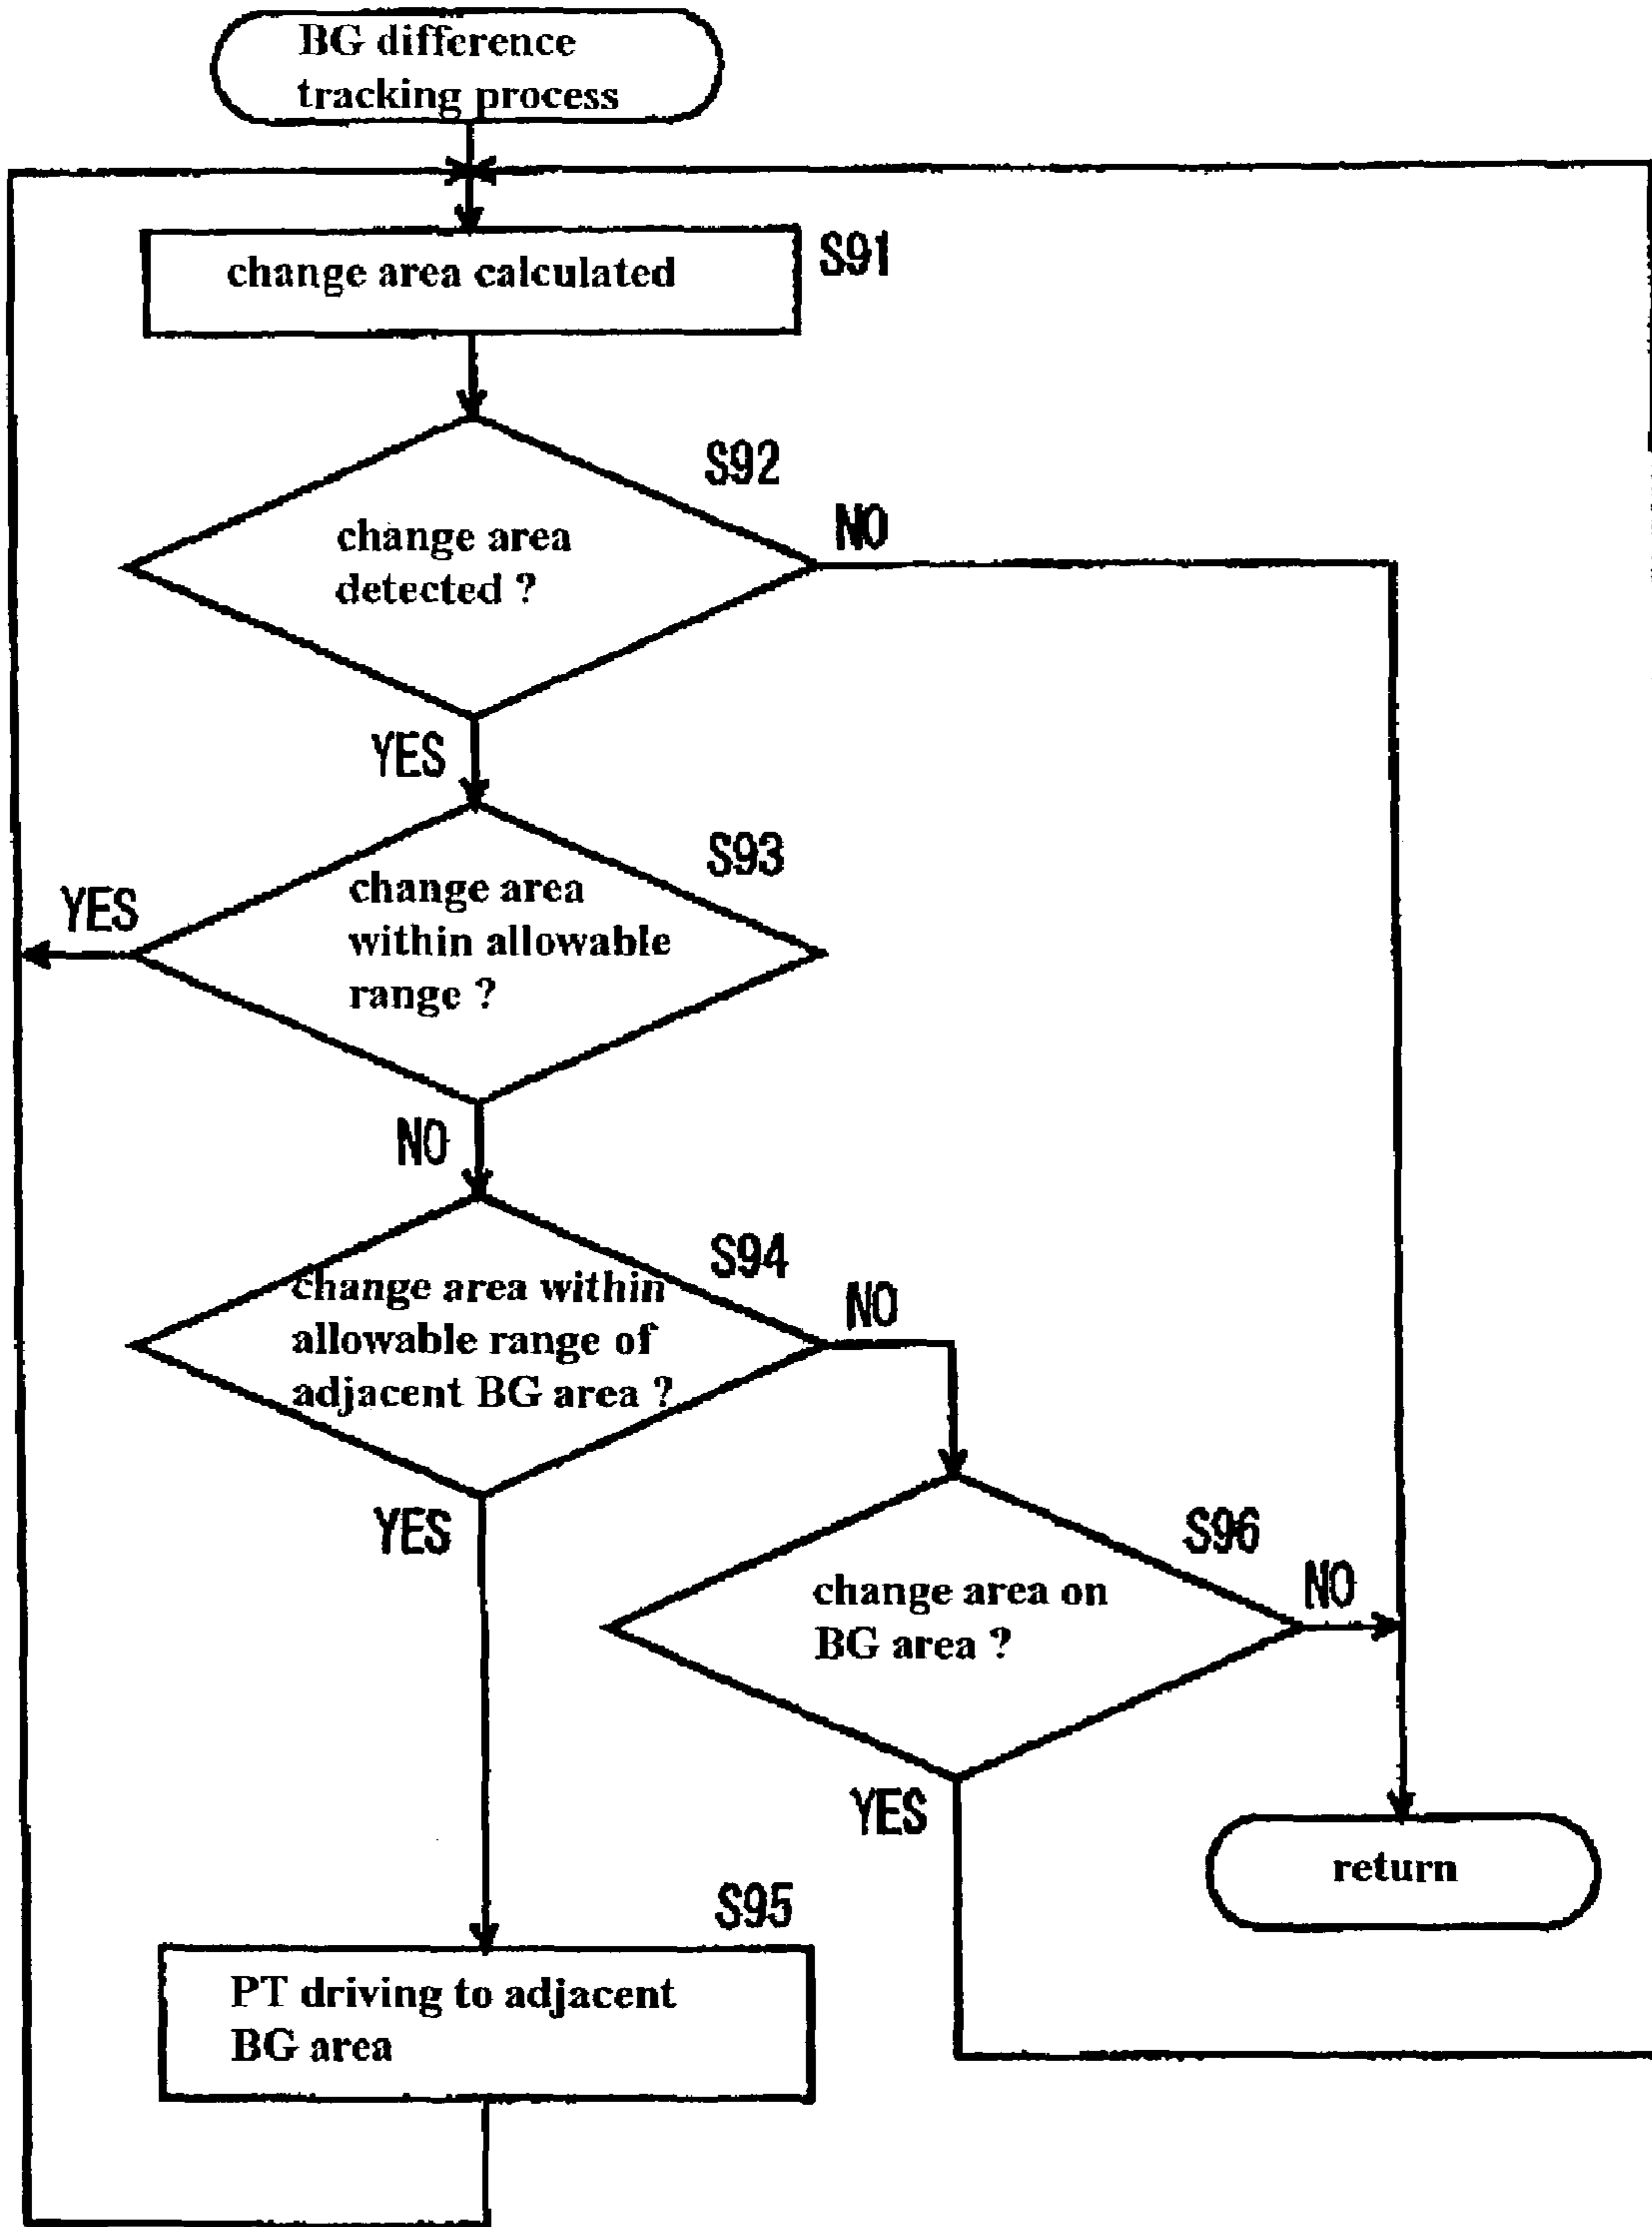 BG difference
tracking process
change area calculated
S91
S92
change area
detected ?
NO
YES
S93
change area
within allowable
range ?
YES
NO
S94
change area within
allowable range of
adjacent BG area ?
NO
YES
S96
change area on
BG area ?
NO
YES
return
S95
PT driving to adjacent
BG area